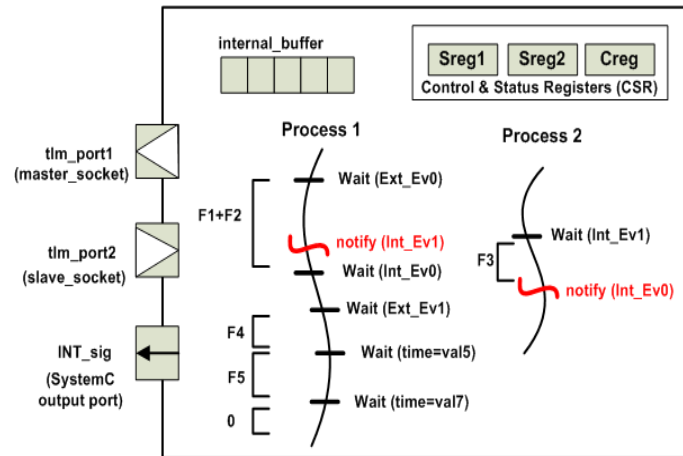 internal_buffer
Sreg1
Sreg2
Creg
Control & Status Registers (CSR)
Process 1
Process 2
tlm_port1
(master_socket)
Wait (Ext_Ev0)
F1+F2
notify (Int_Ev1)
Wait (Int_Ev0)
Wait (Int_Ev1)
F3
notify (Int_Ev0)
tlm_port2
(slave_socket)
Wait (Ext_Ev1)
F4
Wait (time=val5)
F5
Wait (time=val7)
0
INT_sig
(SystemC
output port)